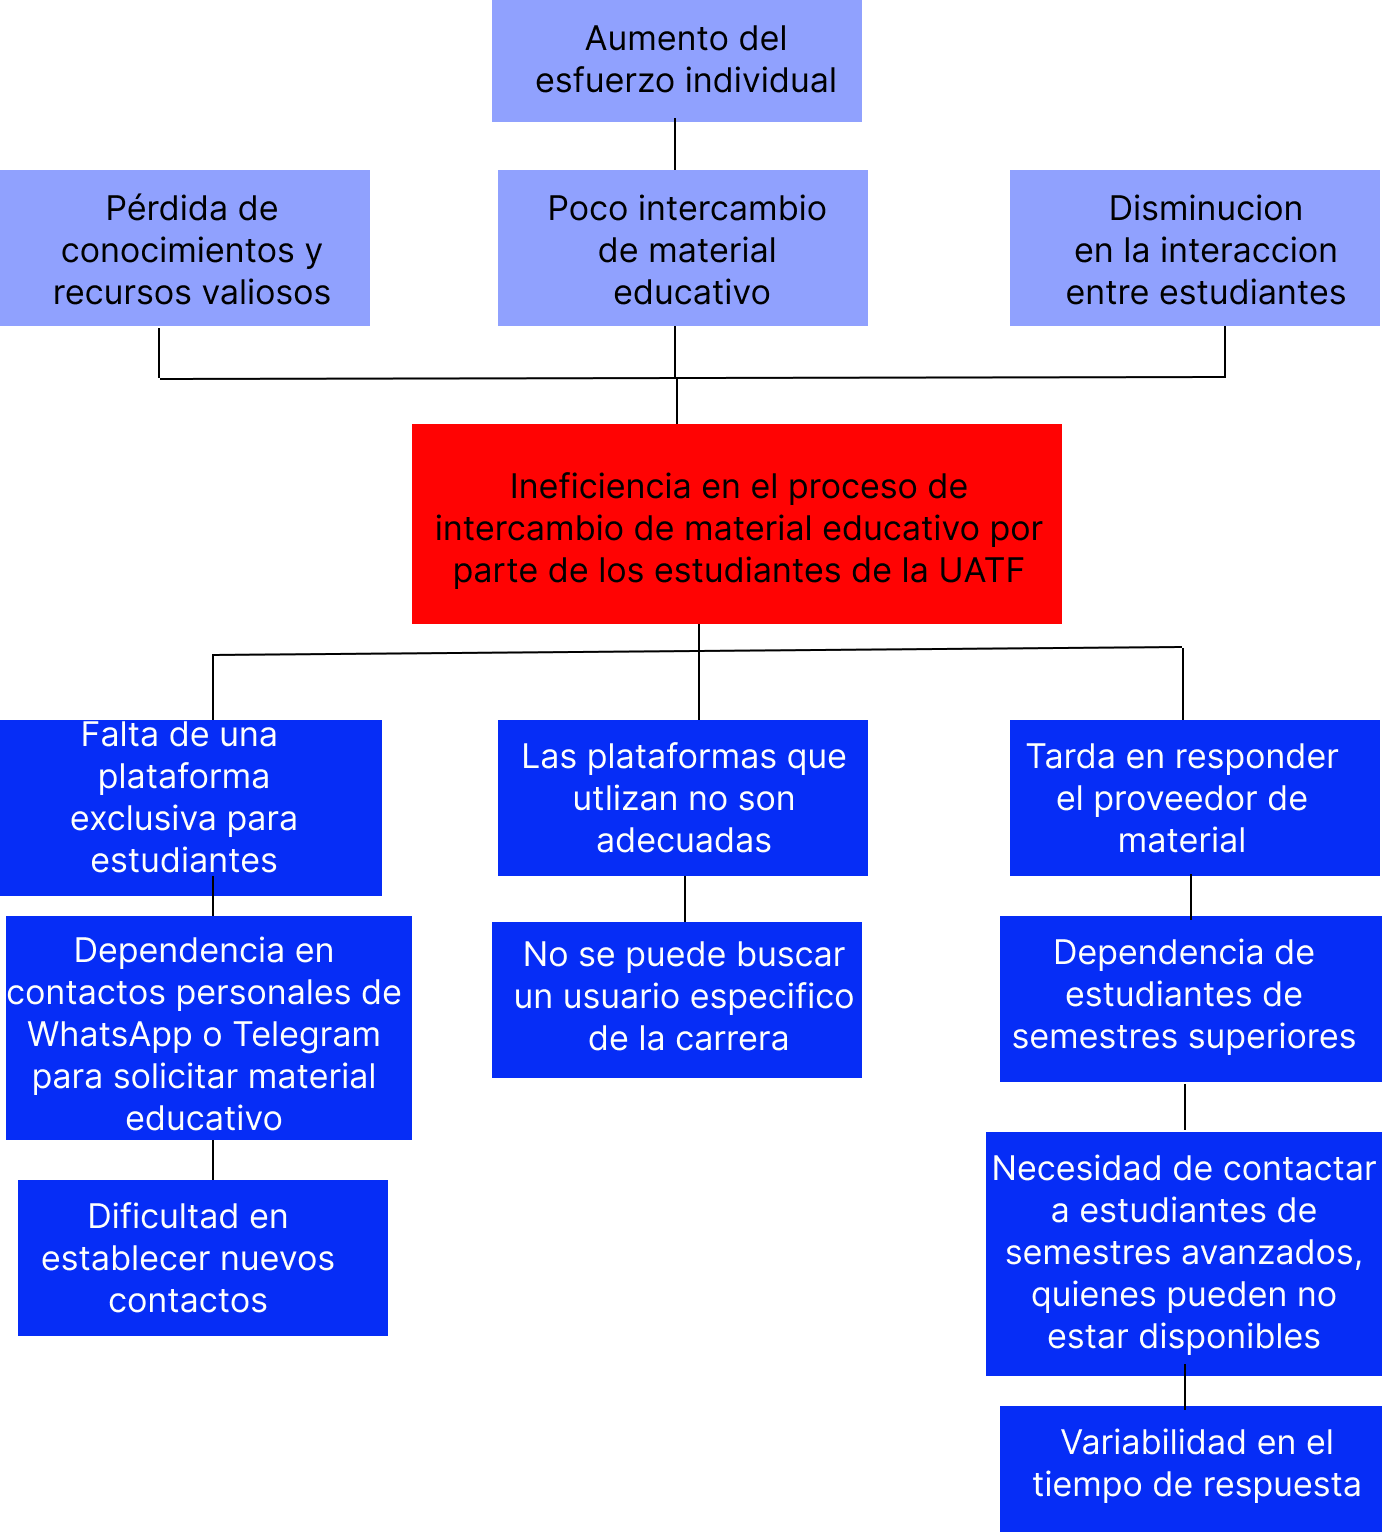 Aumento del
esfuerzo individual
Pérdida de
conocimientos y
recursos valiosos
Poco intercambio
de material
educativo
Disminucion
en la interaccion
entre estudiantes
Ineficiencia en el proceso de
intercambio de material educativo por
parte de los estudiantes de la UATF
Falta de una
plataforma
exclusiva para
estudiantes
Las plataformas que
utlizan no son
adecuadas
Tarda en responder
el proveedor de
material
Dependencia en
contactos personales de
WhatsApp o Telegram
para solicitar material
educativo
No se puede buscar
un usuario especifico
de la carrera
Dependencia de
estudiantes de
semestres superiores
Dificultad en
establecer nuevos
contactos
Necesidad de contactar
a estudiantes de
semestres avanzados,
quienes pueden no
estar disponibles
Variabilidad en el
tiempo de respuesta